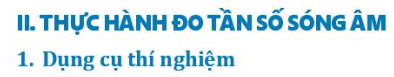 II. THỰC HÀNH ĐO TẦN SỐ SÓNG ÂM
1. Dụng cụ thí nghiệm